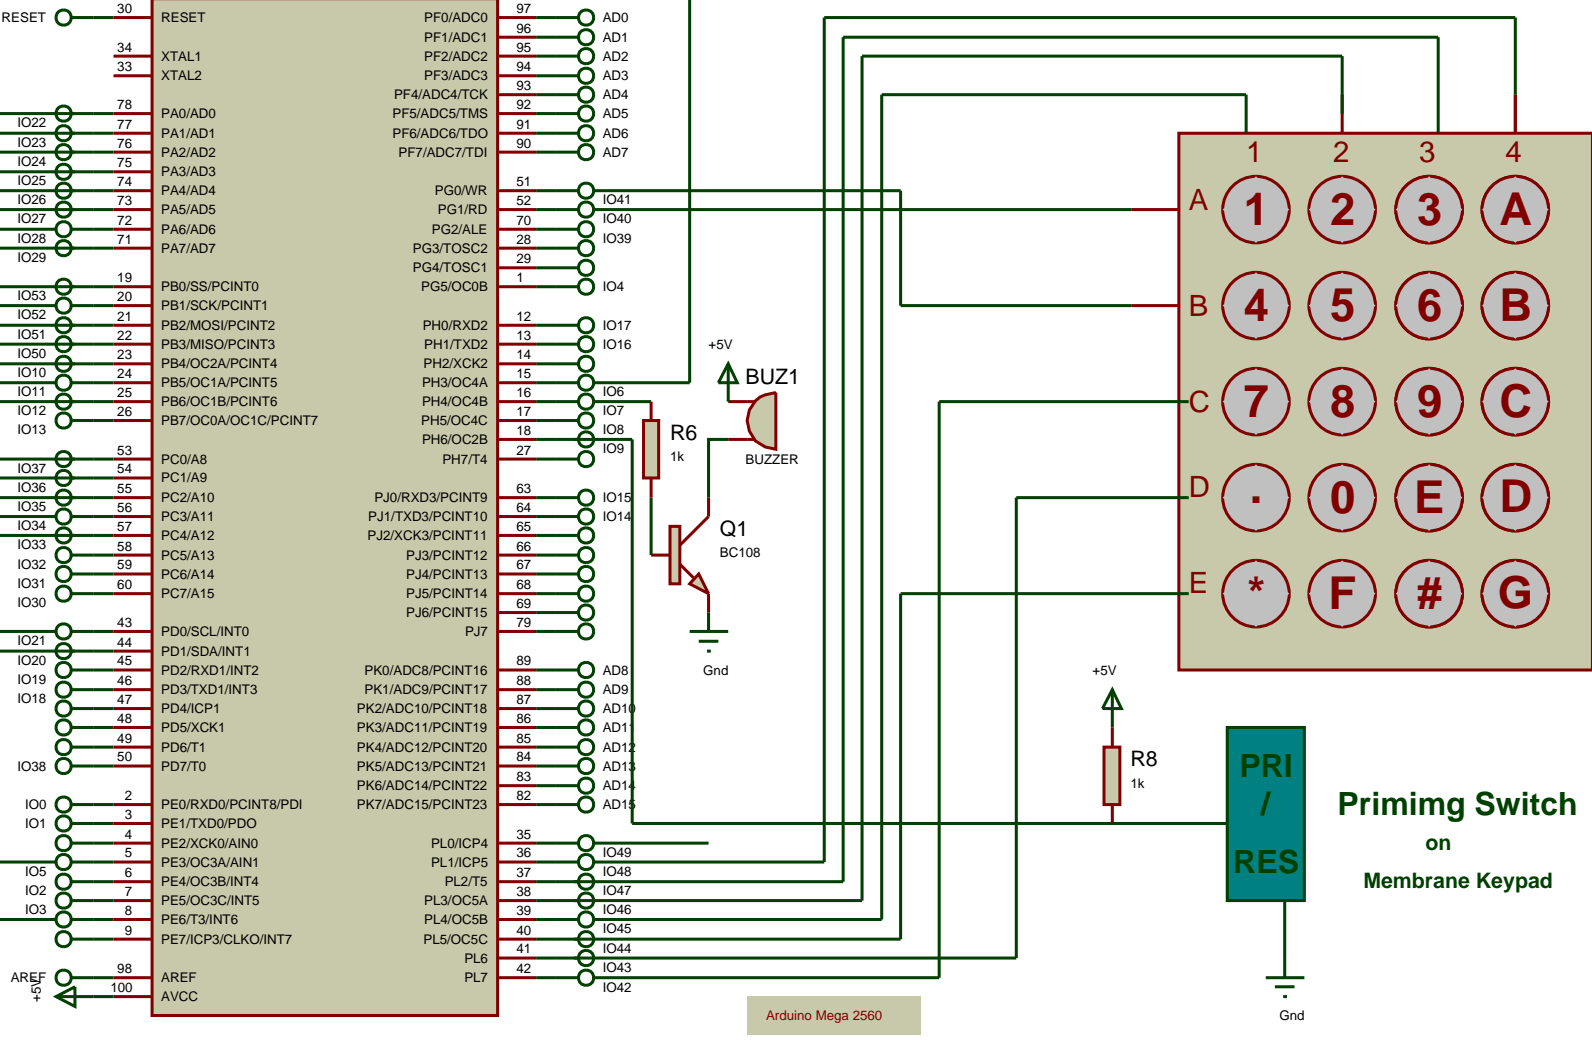 RESET
30
RESET
34
XTAL1
33
XTAL2
78
PA0/AD0
IO22
77
PA1/AD1
IO23
76
PA2/AD2
IO24
75
PA3/AD3
IO25
74
PA4/AD4
IO26
73
PA5/AD5
IO27
72
PA6/AD6
IO28
71
PA7/AD7
IO29
19
PB0/SS/PCINT0
IO53
20
PB1/SCK/PCINT1
IO52
21
PB2/MOSI/PCINT2
IO51
22
PB3/MISO/PCINT3
IO50
23
PB4/OC2A/PCINT4
IO10
24
PB5/OC1A/PCINT5
IO11
25
PB6/OC1B/PCINT6
IO12
26
PB7/OC0A/OC1C/PCINT7
IO13
53
PC0/A8
IO37
54
PC1/A9
IO36
55
PC2/A10
IO35
56
PC3/A11
IO34
57
PC4/A12
IO33
58
PC5/A13
IO32
59
PC6/A14
IO31
60
PC7/A15
IO30
43
PD0/SCL/INT0
IO21
44
PD1/SDA/INT1
IO20
45
PD2/RXD1/INT2
IO19
46
PD3/TXD1/INT3
IO18
47
PD4/ICP1
48
PD5/XCK1
49
PD6/T1
50
IO38
PD7/T0
2
IO0
PE0/RXD0/PCINT8/PDI
3
IO1
PE1/TXD0/PDO
4
PE2/XCK0/AIN0
5
PE3/OC3A/AIN1
IO5
6
PE4/OC3B/INT4
IO2
7
PE5/OC3C/INT5
IO3
8
PE6/T3/INT6
9
PE7/ICP3/CLKO/INT7
98
AREF
AREF
+5V
100
AVCC
97
PF0/ADC0
AD0
96
PF1/ADC1
AD1
95
PF2/ADC2
AD2
94
PF3/ADC3
AD3
93
PF4/ADC4/TCK
AD4
92
PF5/ADC5/TMS
AD5
91
PF6/ADC6/TDO
AD6
90
PF7/ADC7/TDI
AD7
51
PG0/WR
IO41
52
PG1/RD
IO40
70
PG2/ALE
IO39
28
PG3/TOSC2
29
PG4/TOSC1
1
PG5/OC0B
IO4
12
PH0/RXD2
IO17
13
PH1/TXD2
IO16
14
PH2/XCK2
15
PH3/OC4A
IO6
16
PH4/OC4B
IO7
17
PH5/OC4C
IO8
18
PH6/OC2B
IO9
27
PH7/T4
63
PJ0/RXD3/PCINT9
IO15
64
PJ1/TXD3/PCINT10
IO14
65
PJ2/XCK3/PCINT11
66
PJ3/PCINT12
67
PJ4/PCINT13
68
PJ5/PCINT14
69
PJ6/PCINT15
79
PJ7
89
PK0/ADC8/PCINT16
AD8
88
PK1/ADC9/PCINT17
AD9
87
PK2/ADC10/PCINT18
AD10
86
PK3/ADC11/PCINT19
AD11
85
PK4/ADC12/PCINT20
AD12
84
PK5/ADC13/PCINT21
AD13
83
PK6/ADC14/PCINT22
AD14
82
PK7/ADC15/PCINT23
AD15
35
PL0/ICP4
IO49
36
PL1/ICP5
IO48
37
PL2/T5
IO47
38
PL3/OC5A
IO46
39
PL4/OC5B
IO45
40
PL5/OC5C
IO44
41
PL6
IO43
42
PL7
IO42
+5V
BUZ1
BUZZER
R6
1k
Q1
BC108
Gnd
1 2 3 4
A 1 2 3 A
B 4 5 6 B
C 7 8 9 C
D . 0 E D
E * F # G
+5V
R8
1k
PRI
/
RES
Primimg Switch
on
Membrane Keypad
Gnd
Arduino Mega 2560